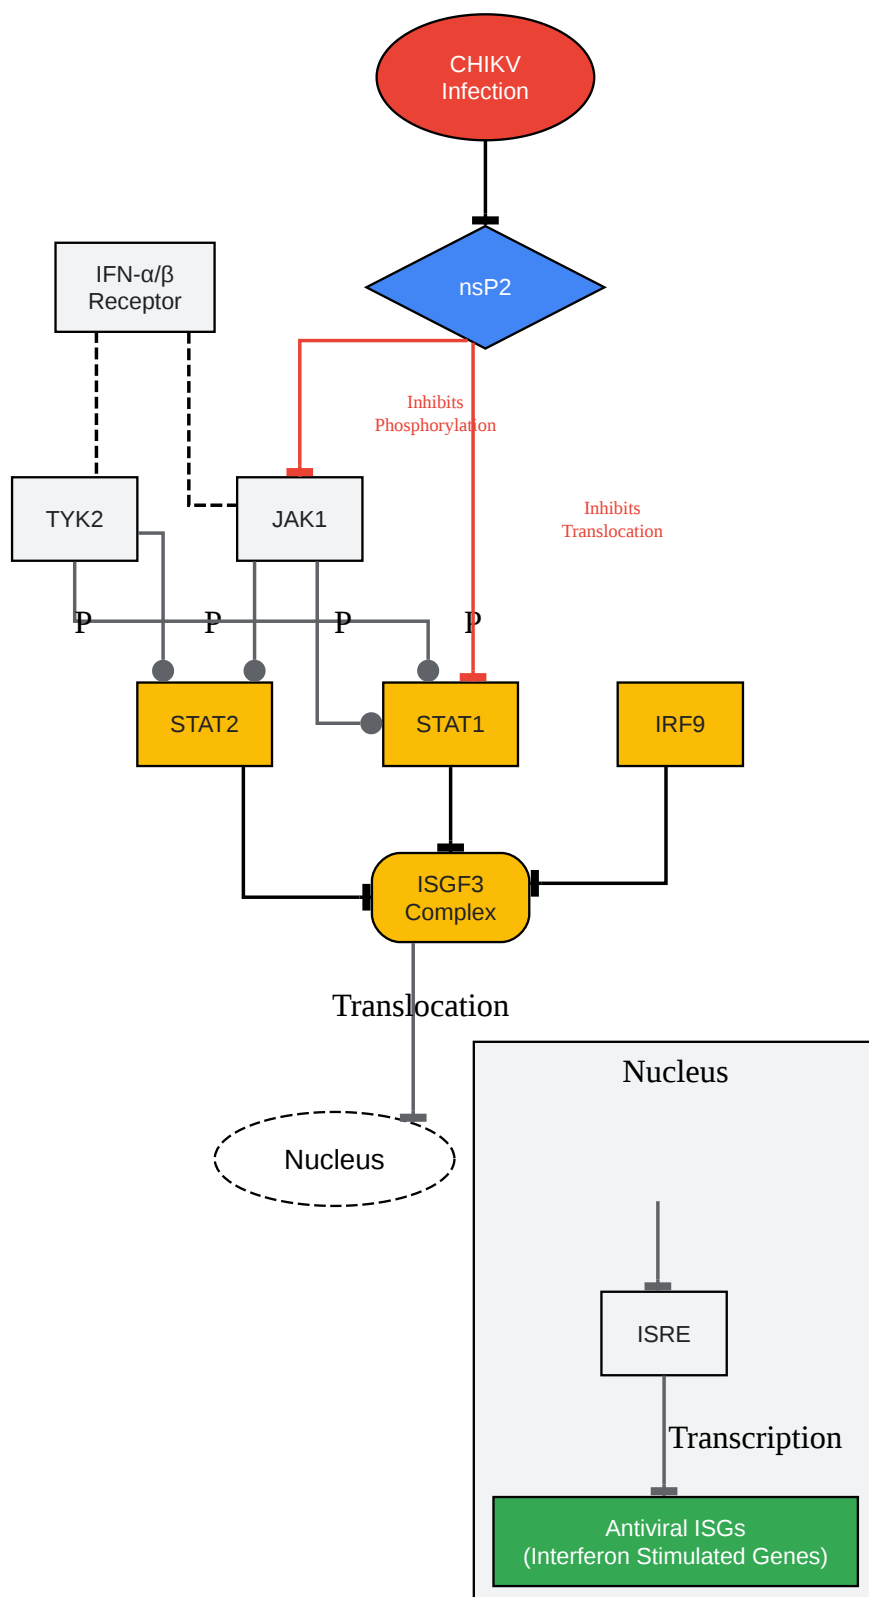 CHIKV
Infection
IFN-α/β
Receptor
nsP2
Inhibits
Phosphorylation
TYK2
JAK1
Inhibits
Translocation
P
P
P
P
STAT2
STAT1
IRF9
ISGF3
Complex
Translocation
Nucleus
Nucleus
ISRE
Transcription
Antiviral ISGs
(Interferon Stimulated Genes)